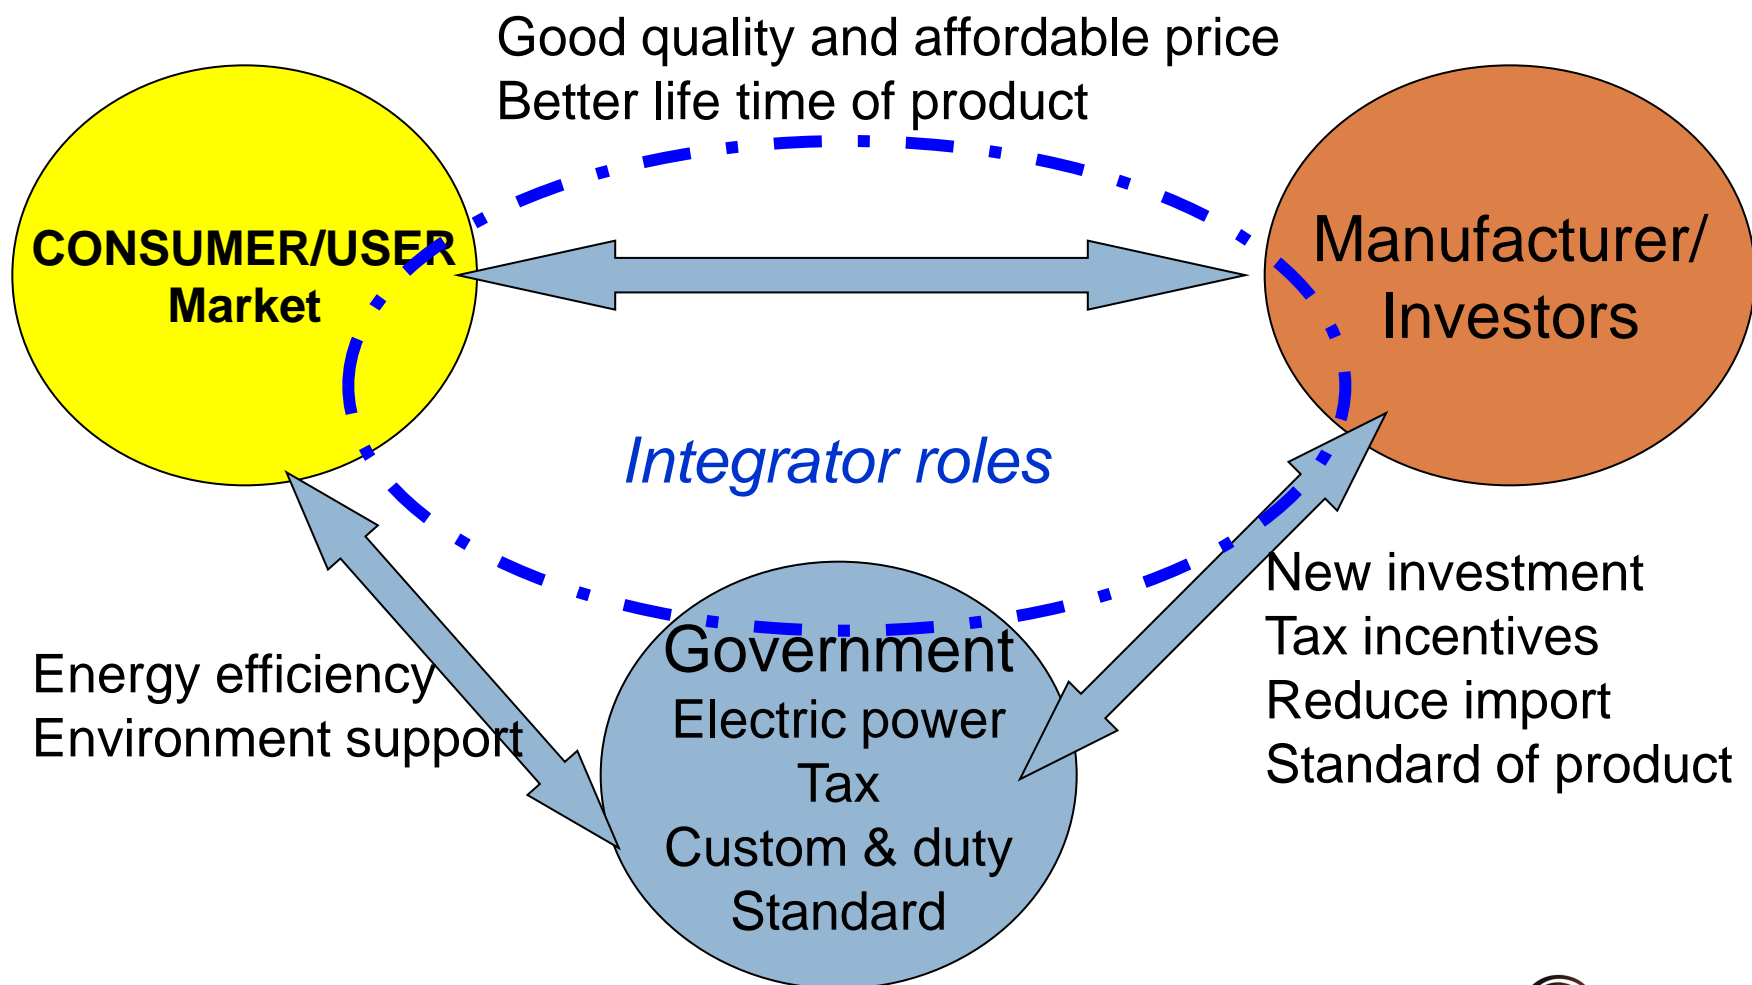 Good quality and affordable price
Better life time of product
CONSUMER/USER
Market
Manufacturer/
Investors
Integrator roles
New investment
Tax incentives
Reduce import
Standard of product
Energy efficiency
Environment support
Government
Electric power
Tax
Custom & duty
Standard